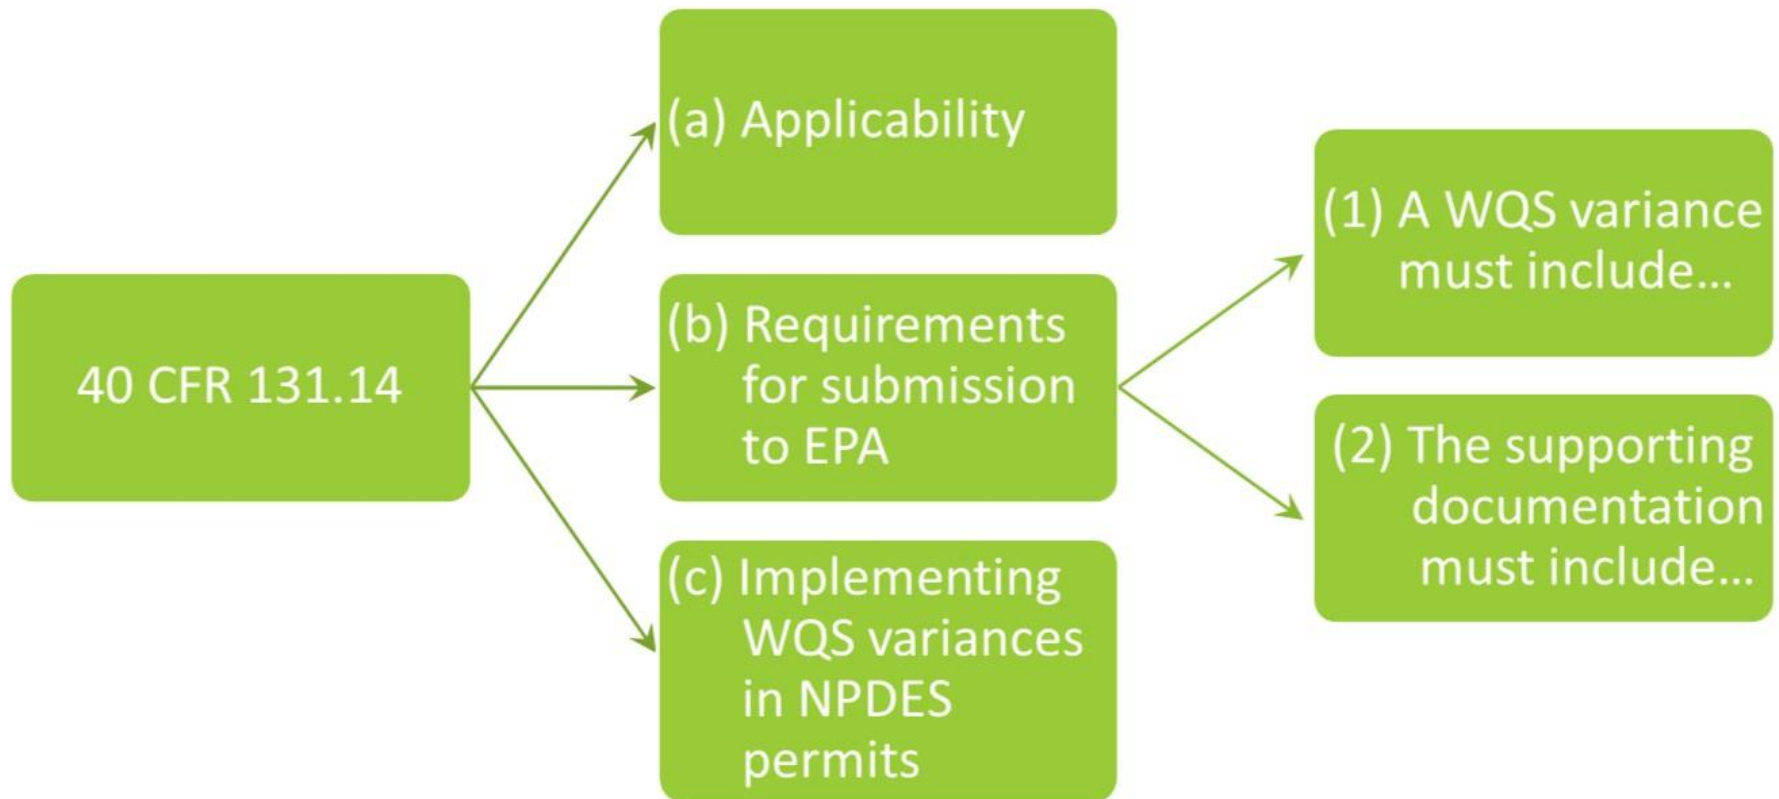 40 CFR 131.14
(a) Applicability
(b) Requirements
for submission
to EPA
(c) Implementing
WQS variances
in NPDES
permits
(1) A WQS variance
must include…
(2) The supporting
documentation
must include…